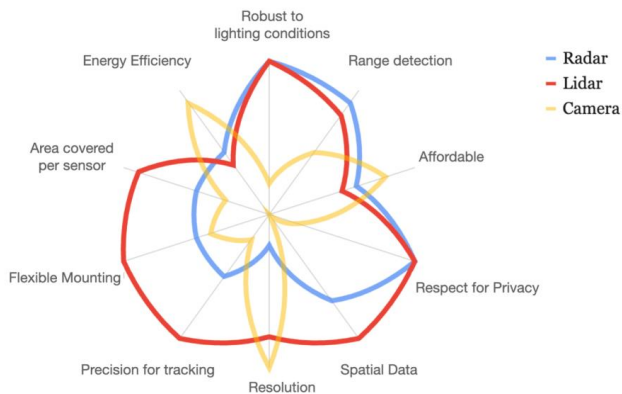 Robust to
lighting conditions
Energy Efficiency
Range detection
Radar
Lidar
Camera
Area covered
per sensor
Affordable
Flexible Mounting
Respect for Privacy
Precision for tracking
Spatial Data
Resolution